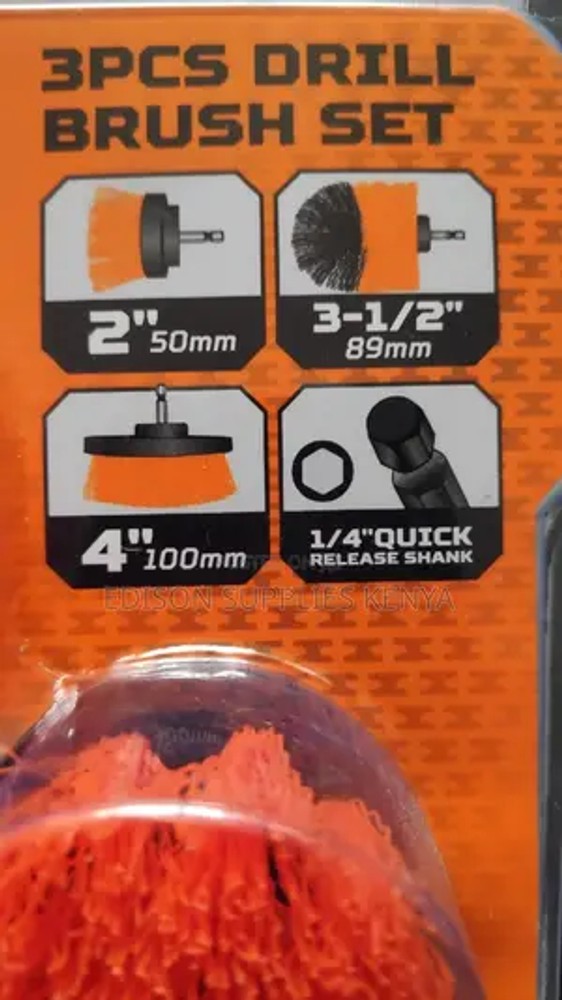 3PCS DRILL
BRUSH SET
2" 50mm
3-1/2"
89mm
4" 100mm
1/4" QUICK
RELEASE SHANK
EDISON SUPPLIES KENYA